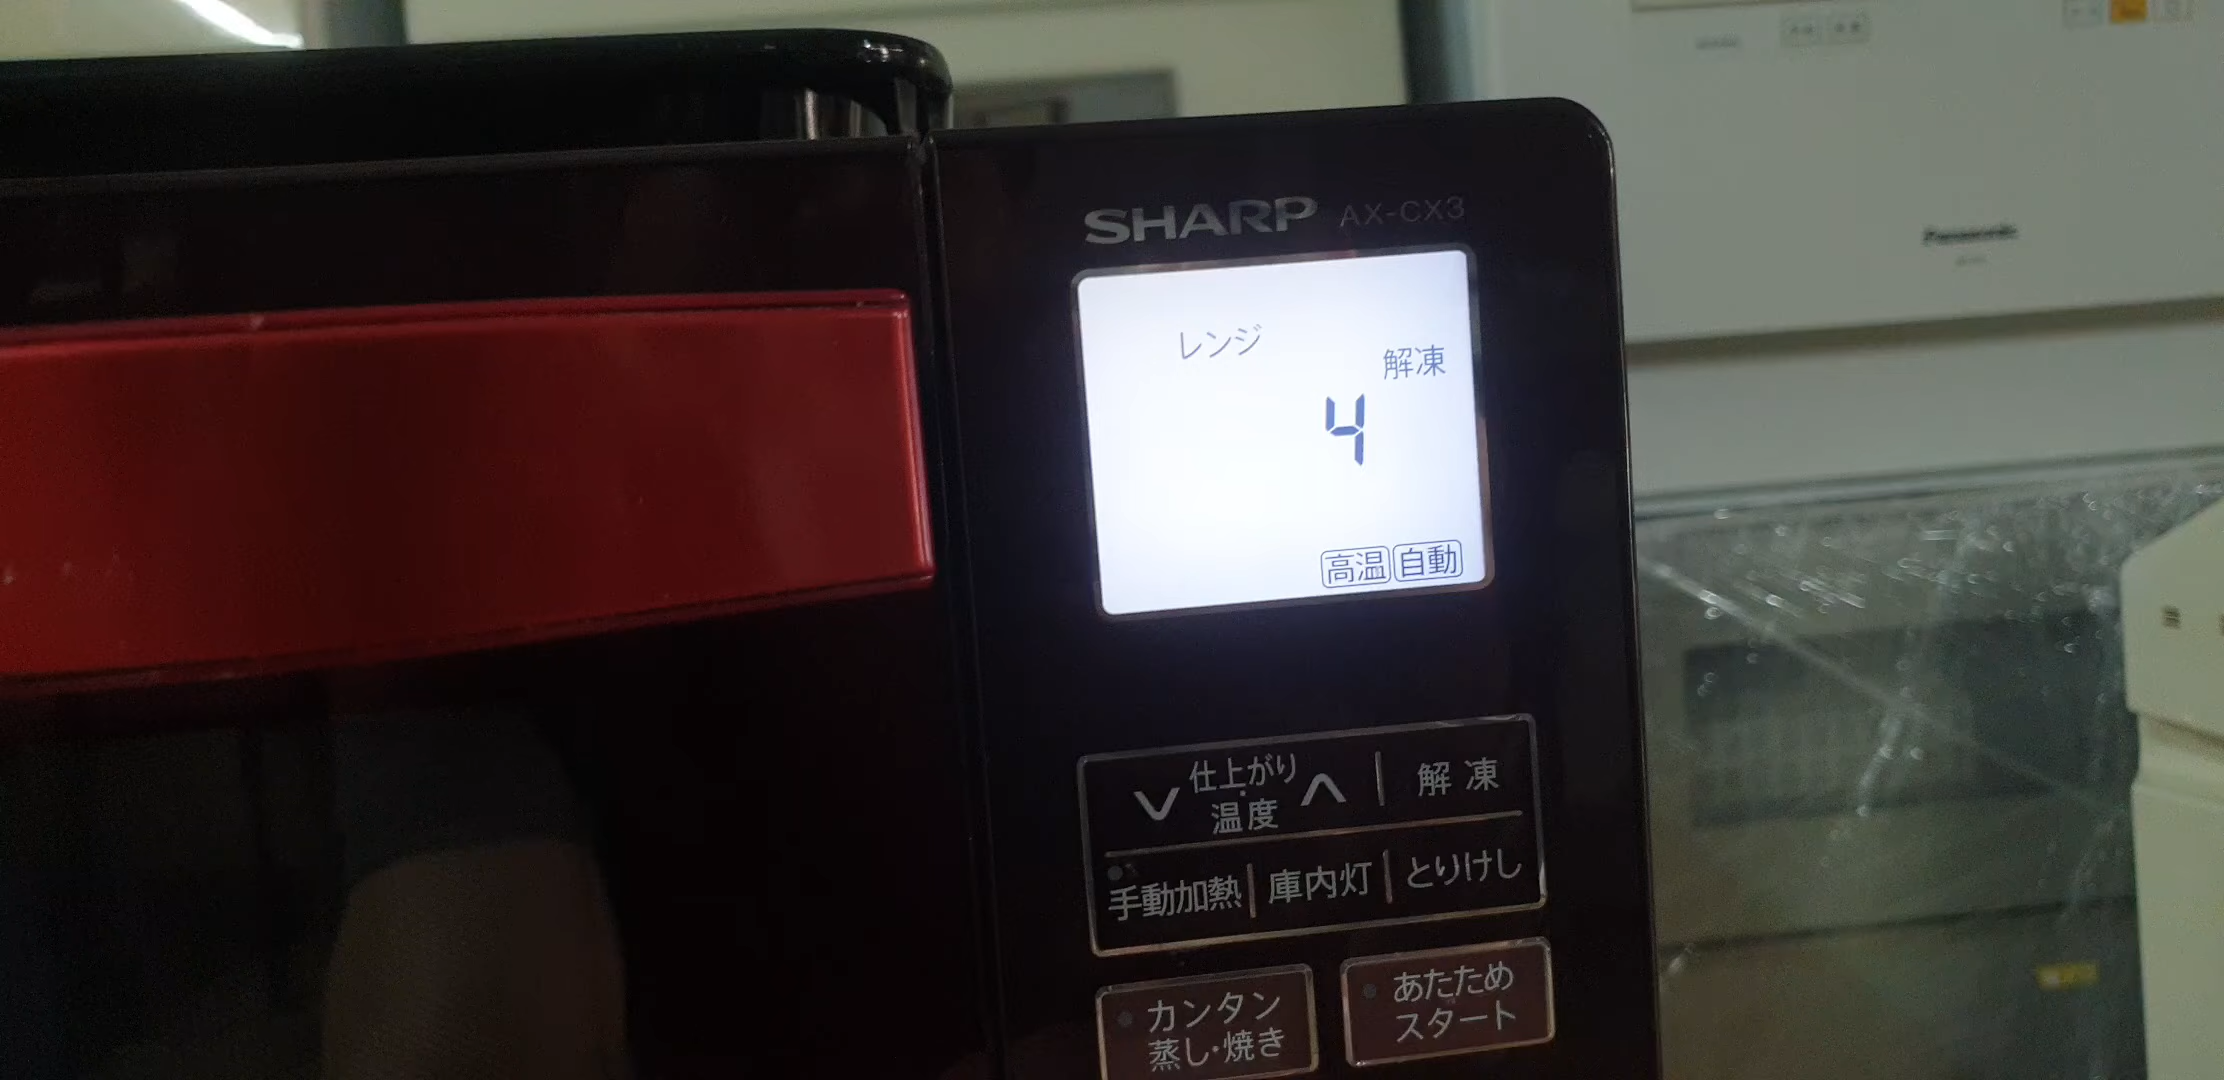 SHARP AX-CX3
レンジ
解凍
4
高温 自動
仕上がり・温度
解凍
手動加熱 庫内灯 とりけし
カンタン
蒸し・焼き
あたため
スタート
Panasonic